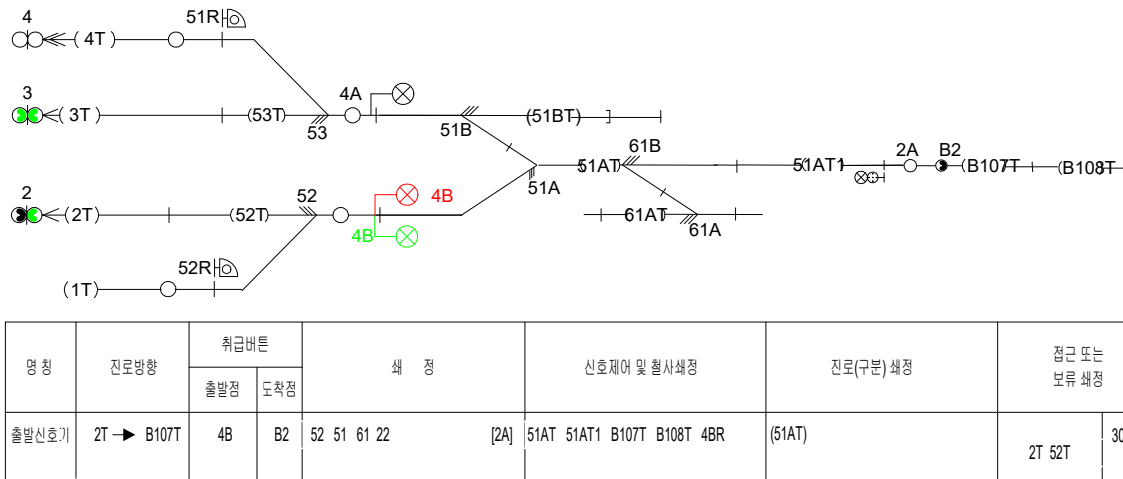 4 51R
( 4T )
3 4A
( 3T ) (53T) 53 51B (51BT)
61B
51AT 51AT1 2A B2 (B107T (B108T
51A
2 52 4B
(2T) (52T) 61AT
4B 61A
52R
(1T)
명 칭 진로방향 취급버튼 쇄 정 신호제어 및 철사쇄정 진로(구분) 쇄정 접근 또는
출발점 도착점 보류 쇄정
출발신호기 2T B107T 4B B2 52 51 61 22 [2A] 51AT 51AT1 B107T B108T 4BR (51AT) 30
2T 52T